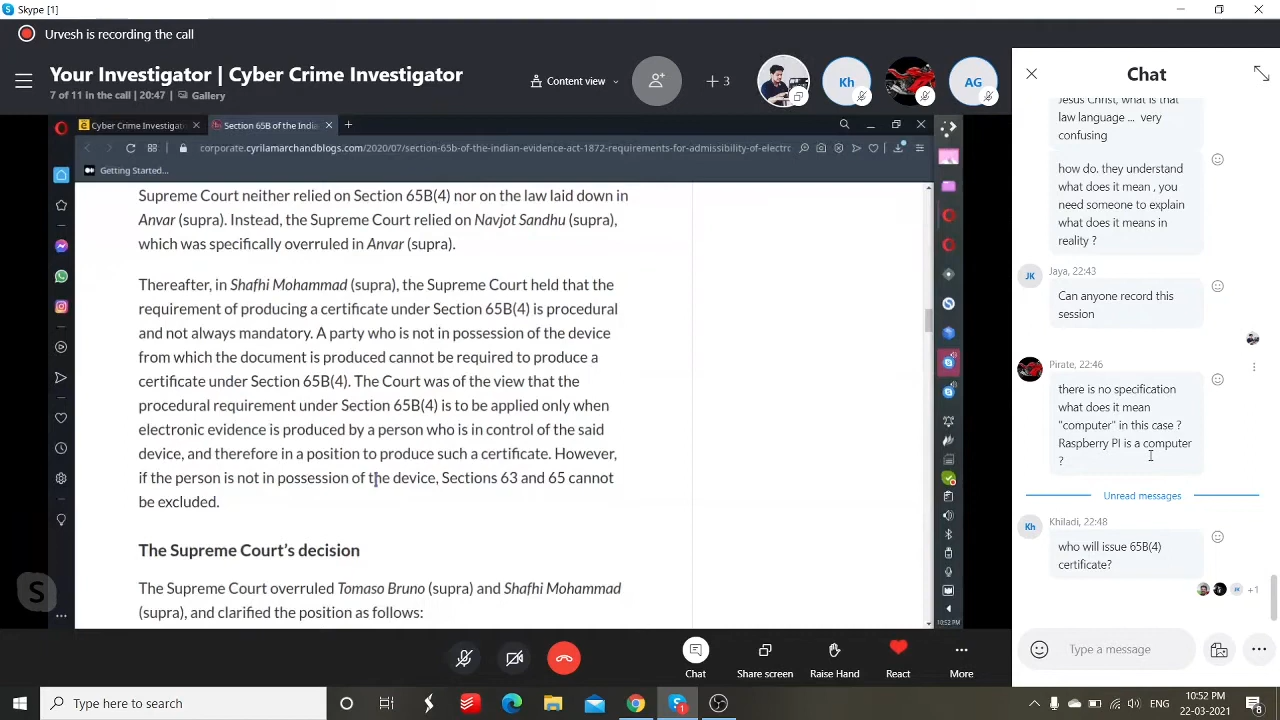 Skype [1]
Urvesh is recording the call
Your Investigator | Cyber Crime Investigator
7 of 11 in the call | 20:47 | Gallery
Content view
+ 3
Kh
AG
Cyber Crime Investigat
Section 65B of the India
corporate.cyrilamarchandblogs.com/2020/07/section-65b-of-the-indian-evidence-act-1872-requirements-for-admissibility-of-electr
Getting Started...
Supreme Court neither relied on Section 65B(4) nor on the law laid down in
Anvar (supra). Instead, the Supreme Court relied on Navjot Sandhu (supra),
which was specifically overruled in Anvar (supra).
Thereafter, in Shafhi Mohammad (supra), the Supreme Court held that the
requirement of producing a certificate under Section 65B(4) is procedural
and not always mandatory. A party who is not in possession of the device
from which the document is produced cannot be required to produce a
certificate under Section 65B(4). The Court was of the view that the
procedural requirement under Section 65B(4) is to be applied only when
electronic evidence is produced by a person who is in control of the said
device, and therefore in a position to produce such a certificate. However,
if the person is not in possession of the device, Sections 63 and 65 cannot
be excluded.
The Supreme Court's decision
The Supreme Court overruled Tomaso Bruno (supra) and Shafhi Mohammad
(supra), and clarified the position as follows:
10:52 PM
Chat
Share screen
Raise Hand
React
More
Chat
Jesus Christ, what is that
law language ... very
confusing
how do. they understand
what does it mean , you
need someone to explain
what does it means in
reality ?
JK
Jaya, 22:43
Can anyone record this
session
Pirate, 22:46
there is no specification
what does it mean
"computer" in this case ?
Raspberry PI is a computer
?
Unread messages
Kh
Khiladi, 22:48
who will issue 65B(4)
certificate?
JK
+1
Type a message
Type here to search
1
ENG
10:52 PM
22-03-2021
8